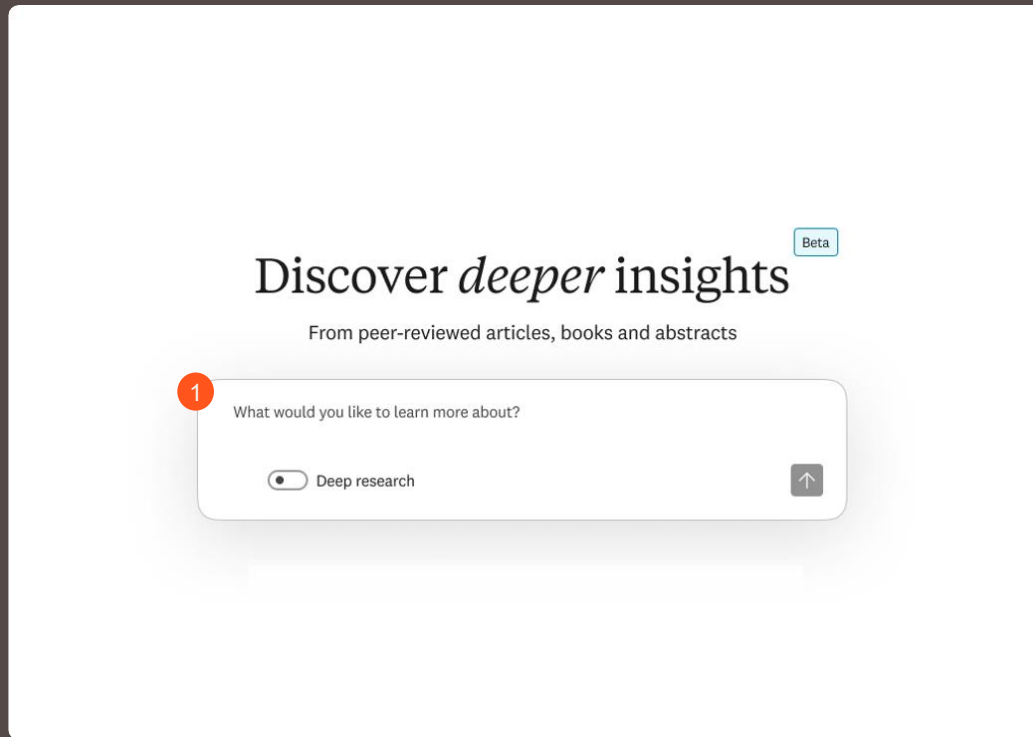 Beta
Discover deeper insights
From peer-reviewed articles, books and abstracts
1
What would you like to learn more about?
Deep research